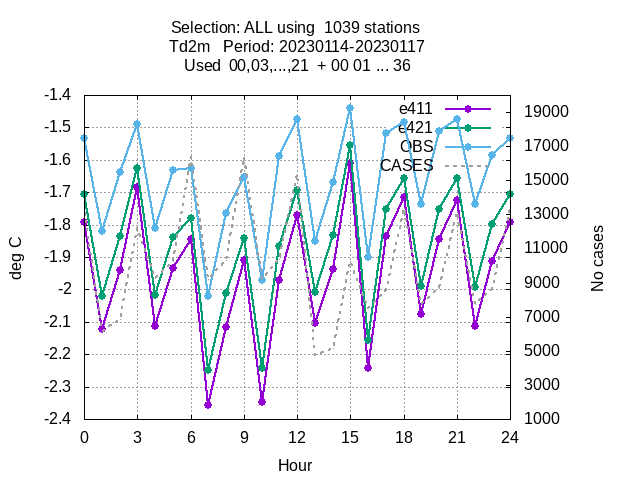 Selection: ALL using  1039 stations
Td2m   Period: 20230114-20230117
Used  00,03,...,21  + 00 01 ... 36
e411
e421
OBS
CASES
-1.4
-1.5
-1.6
-1.7
-1.8
-1.9
-2
-2.1
-2.2
-2.3
-2.4
deg C
19000
17000
15000
13000
11000
9000
7000
5000
3000
1000
No cases
0 3 6 9 12 15 18 21 24
Hour